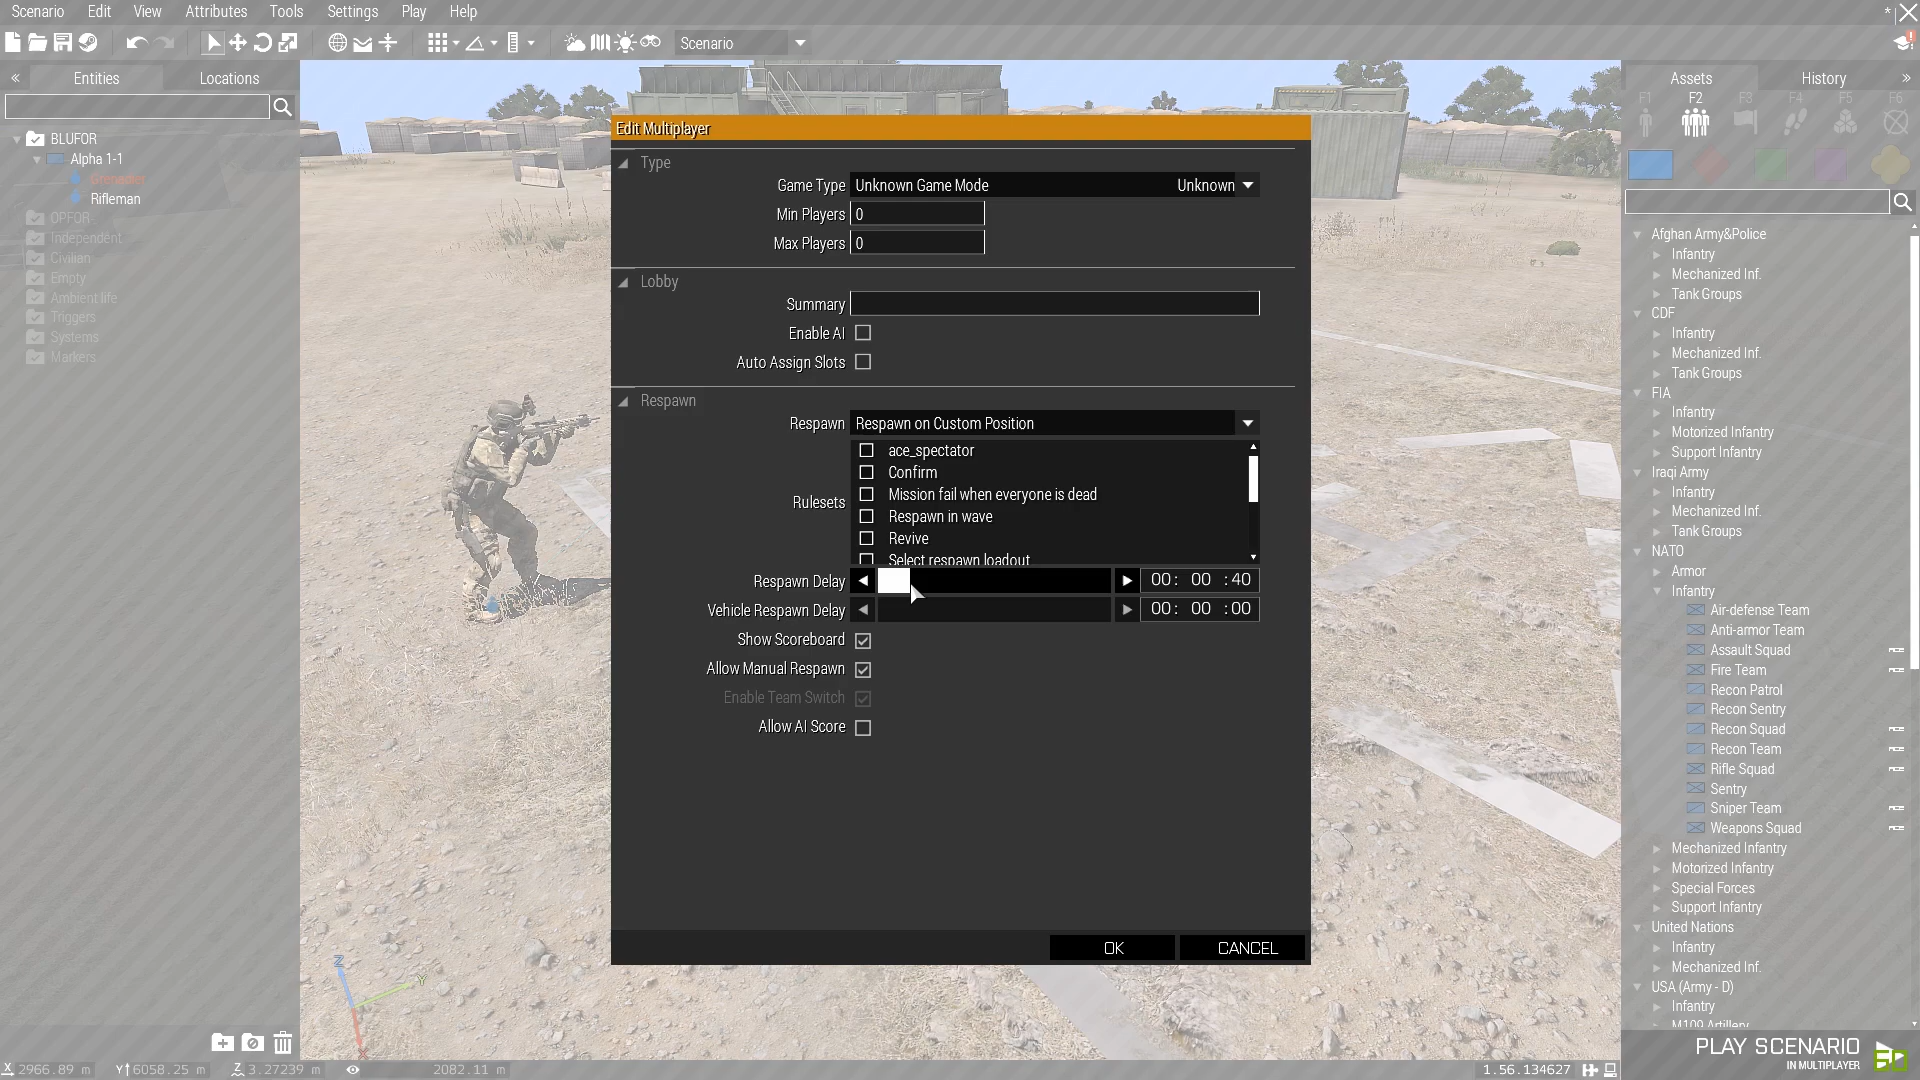 Scenario Edit View Attributes Tools Settings Play Help
* X
Scenario
Entities Locations
BLUFOR
Alpha 1-1
Grenadier
Rifleman
OPFOR
Independent
Civilian
Empty
Ambient life
Triggers
Systems
Markers
Edit Multiplayer
Type
Game Type Unknown Game Mode Unknown
Min Players 0
Max Players 0
Lobby
Summary
Enable AI
Auto Assign Slots
Respawn
Respawn Respawn on Custom Position
Rulesets
ace_spectator
Confirm
Mission fail when everyone is dead
Respawn in wave
Revive
Select respawn loadout
Respawn Delay 00: 00 :40
Vehicle Respawn Delay 00: 00 :00
Show Scoreboard
Allow Manual Respawn
Enable Team Switch
Allow AI Score
OK CANCEL
Assets History
F1 F2 F3 F4 F5 F6
Afghan Army&Police
Infantry
Mechanized Inf.
Tank Groups
CDF
Infantry
Mechanized Inf.
Tank Groups
FIA
Infantry
Motorized Infantry
Support Infantry
Iraqi Army
Infantry
Mechanized Inf.
Tank Groups
NATO
Armor
Infantry
Air-defense Team
Anti-armor Team
Assault Squad
Fire Team
Recon Patrol
Recon Sentry
Recon Squad
Recon Team
Rifle Squad
Sentry
Sniper Team
Weapons Squad
Mechanized Infantry
Motorized Infantry
Special Forces
Support Infantry
United Nations
Infantry
Mechanized Inf.
USA (Army - D)
Infantry
M109 Artillery
PLAY SCENARIO
IN MULTIPLAYER
Z Y X
X 2966.89 m Y 6058.25 m Z 3.27239 m 2082.11 m 1.56.134627